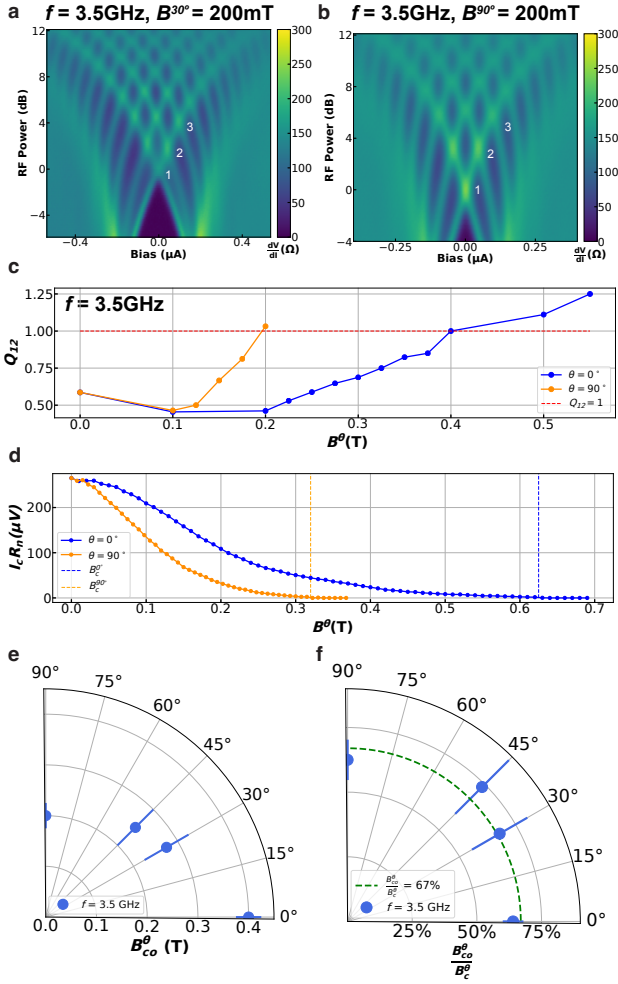 a
f = 3.5GHz, B³⁰° = 200mT
12
8
4
0
−4
RF Power (dB)
−0.4
0.0
0.4
Bias (μA)
1
2
3
300
250
200
150
100
50
0
dV/dI (Ω)
b
f = 3.5GHz, B⁹⁰° = 200mT
12
8
4
0
−4
RF Power (dB)
−0.25
0.00
0.25
Bias (μA)
1
2
3
300
250
200
150
100
50
0
dV/dI (Ω)
c
f = 3.5GHz
1.25
1.00
0.75
0.50
Q₁₂
0.0
0.1
0.2
0.3
0.4
0.5
B^θ(T)
θ = 0°
θ = 90°
Q₁₂ = 1
d
200
100
0
I_cR_n(μV)
0.0
0.1
0.2
0.3
0.4
0.5
0.6
0.7
B^θ(T)
θ = 0°
θ = 90°
B_c^0°
B_c^90°
e
90°
75°
60°
45°
30°
15°
0°
f = 3.5 GHz
0.0
0.1
0.2
0.3
0.4
B_co^θ (T)
f
90°
75°
60°
45°
30°
15°
0°
B_co^θ/B_c^θ = 67%
f = 3.5 GHz
25%
50%
75%
B_co^θ/B_c^θ